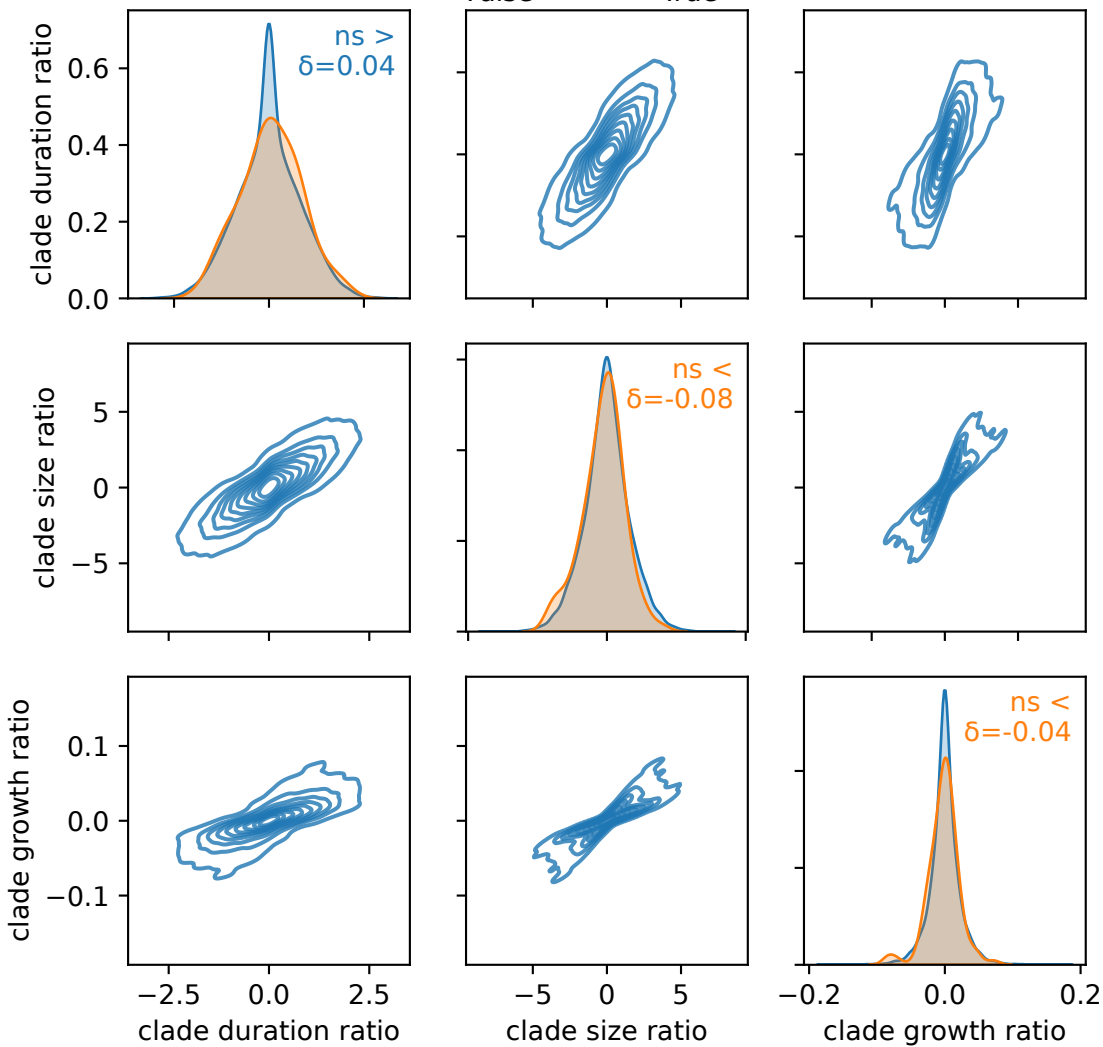 clade duration ratio
0.6
0.4
0.2
0.0
ns >
δ=0.04
clade size ratio
5
0
−5
ns <
δ=-0.08
clade growth ratio
0.1
0.0
−0.1
ns <
δ=-0.04
−2.5 0.0 2.5
−5 0 5
−0.2 0.0 0.2
clade duration ratio
clade size ratio
clade growth ratio